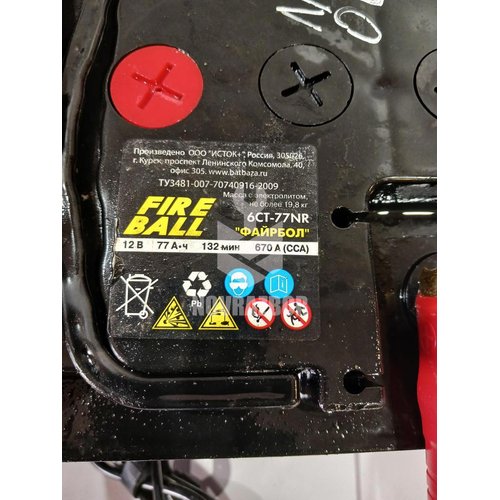 Произведено ООО "ИСТОК+", Россия, 305026,
г. Курск, проспект Ленинского Комсомола, 40,
офис 305. www.batbaza.ru
ТУ3481-007-70740916-2009
Масса с электролитом,
не более 19,8 кг
FIRE
BALL
6СТ-77NR
"ФАЙРБОЛ"
12 В 77 А•ч 132 мин 670 А (ССА)
Pb